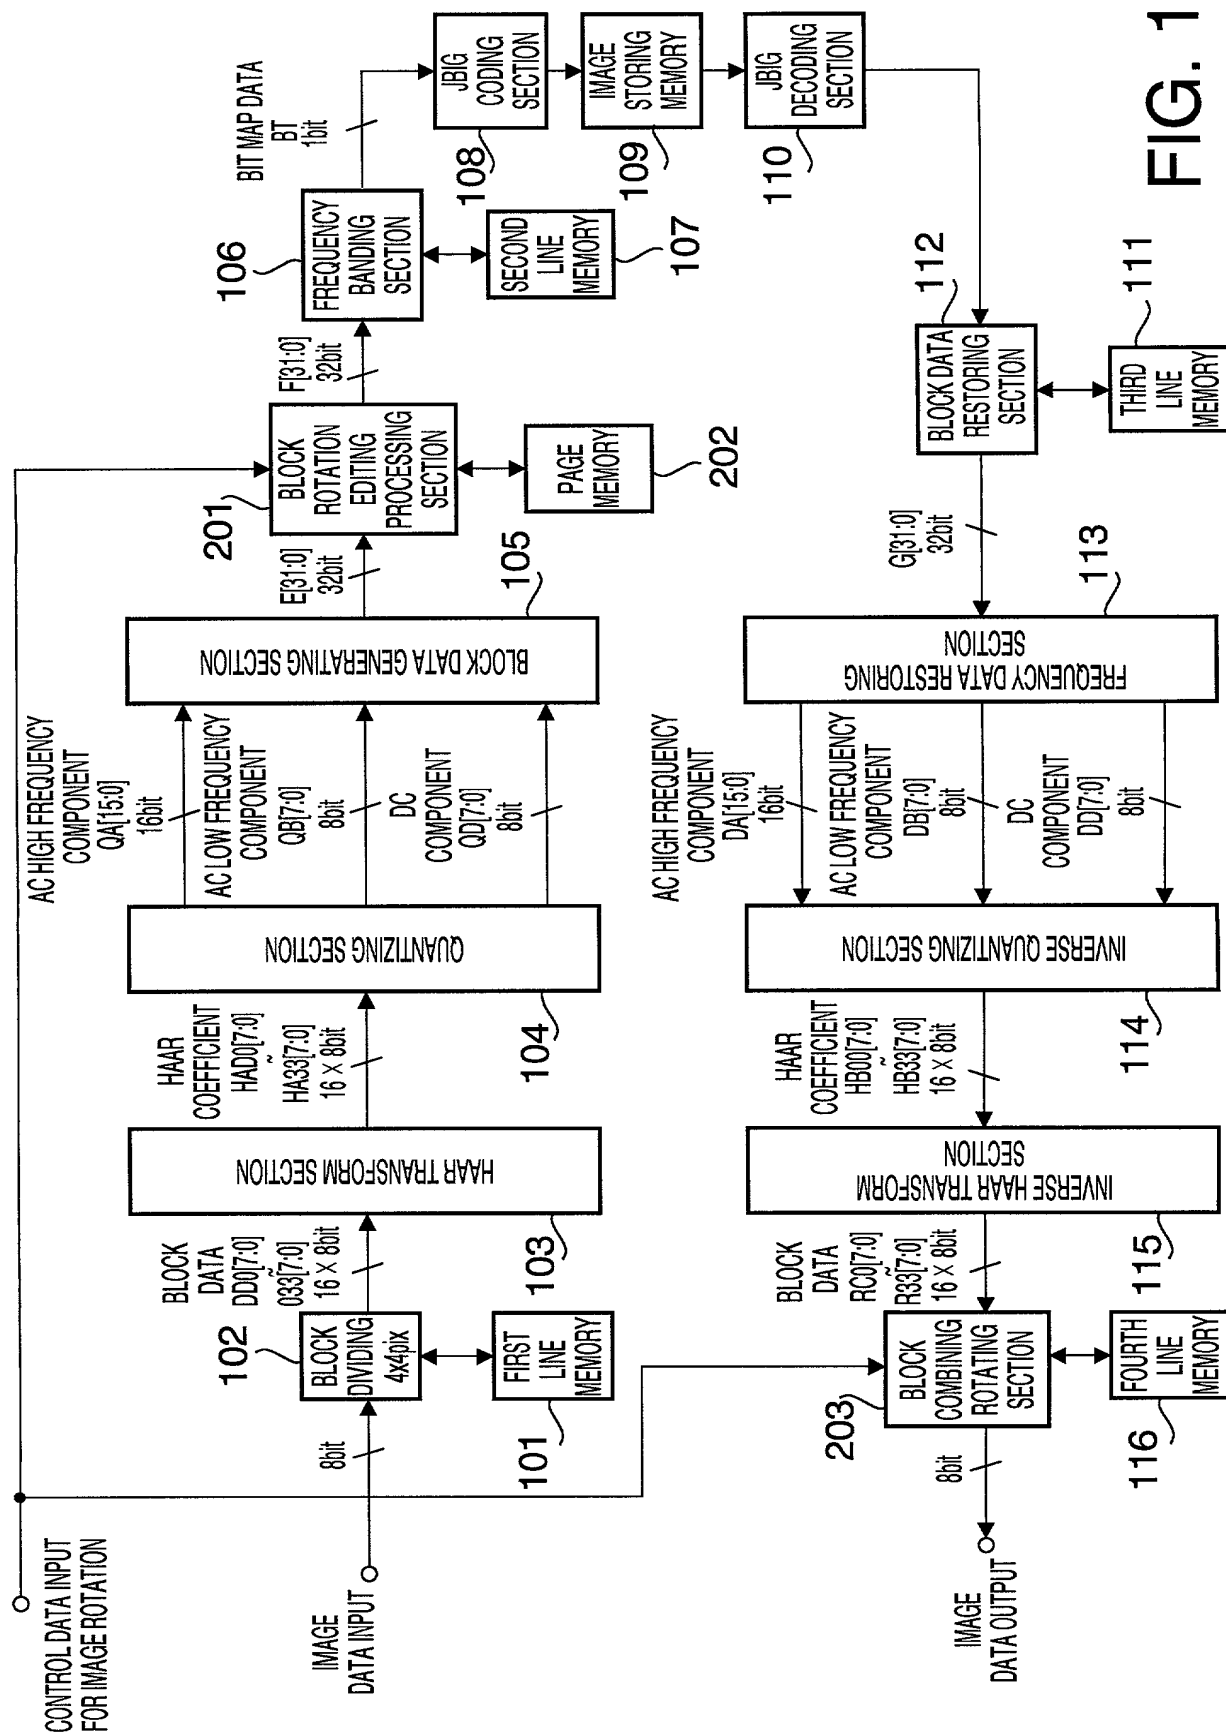 FIG. 1
CONTROL DATA INPUT
FOR IMAGE ROTATION
IMAGE
DATA INPUT
8bit
102
BLOCK
DIVIDING
4x4pix
FIRST
LINE
MEMORY
101
BLOCK
DATA
DD0[7:0]
~
033[7:0]
16 × 8bit
HAAR TRANSFORM SECTION
103
HAAR
COEFFICIENT
HAD0[7:0]
~
HA33[7:0]
16 × 8bit
QUANTIZING SECTION
104
AC HIGH FREQUENCY
COMPONENT
QA[15:0]
16bit
AC LOW FREQUENCY
COMPONENT
QB[7:0]
8bit
DC
COMPONENT
QD[7:0]
8bit
BLOCK DATA GENERATING SECTION
105
E[31:0]
32bit
201
BLOCK
ROTATION
EDITING
PROCESSING
SECTION
PAGE
MEMORY
202
F[31:0]
32bit
106
FREQUENCY
BANDING
SECTION
SECOND
LINE
MEMORY
107
BIT MAP DATA
BT
1bit
JBIG
CODING
SECTION
108
IMAGE
STORING
MEMORY
109
JBIG
DECODING
SECTION
110
112
BLOCK DATA
RESTORING
SECTION
THIRD
LINE
MEMORY
111
G[31:0]
32bit
FREQUENCY DATA RESTORING
SECTION
113
AC HIGH FREQUENCY
COMPONENT
DA[15:0]
16bit
AC LOW FREQUENCY
COMPONENT
DB[7:0]
8bit
DC
COMPONENT
DD[7:0]
8bit
INVERSE QUANTIZING SECTION
114
HAAR
COEFFICIENT
HB00[7:0]
~
HB33[7:0]
16 × 8bit
INVERSE HAAR TRANSFORM
SECTION
115
BLOCK
DATA
RC0[7:0]
~
R33[7:0]
16 × 8bit
203
BLOCK
COMBINING
ROTATING
SECTION
FOURTH
LINE
MEMORY
116
8bit
IMAGE
DATA OUTPUT